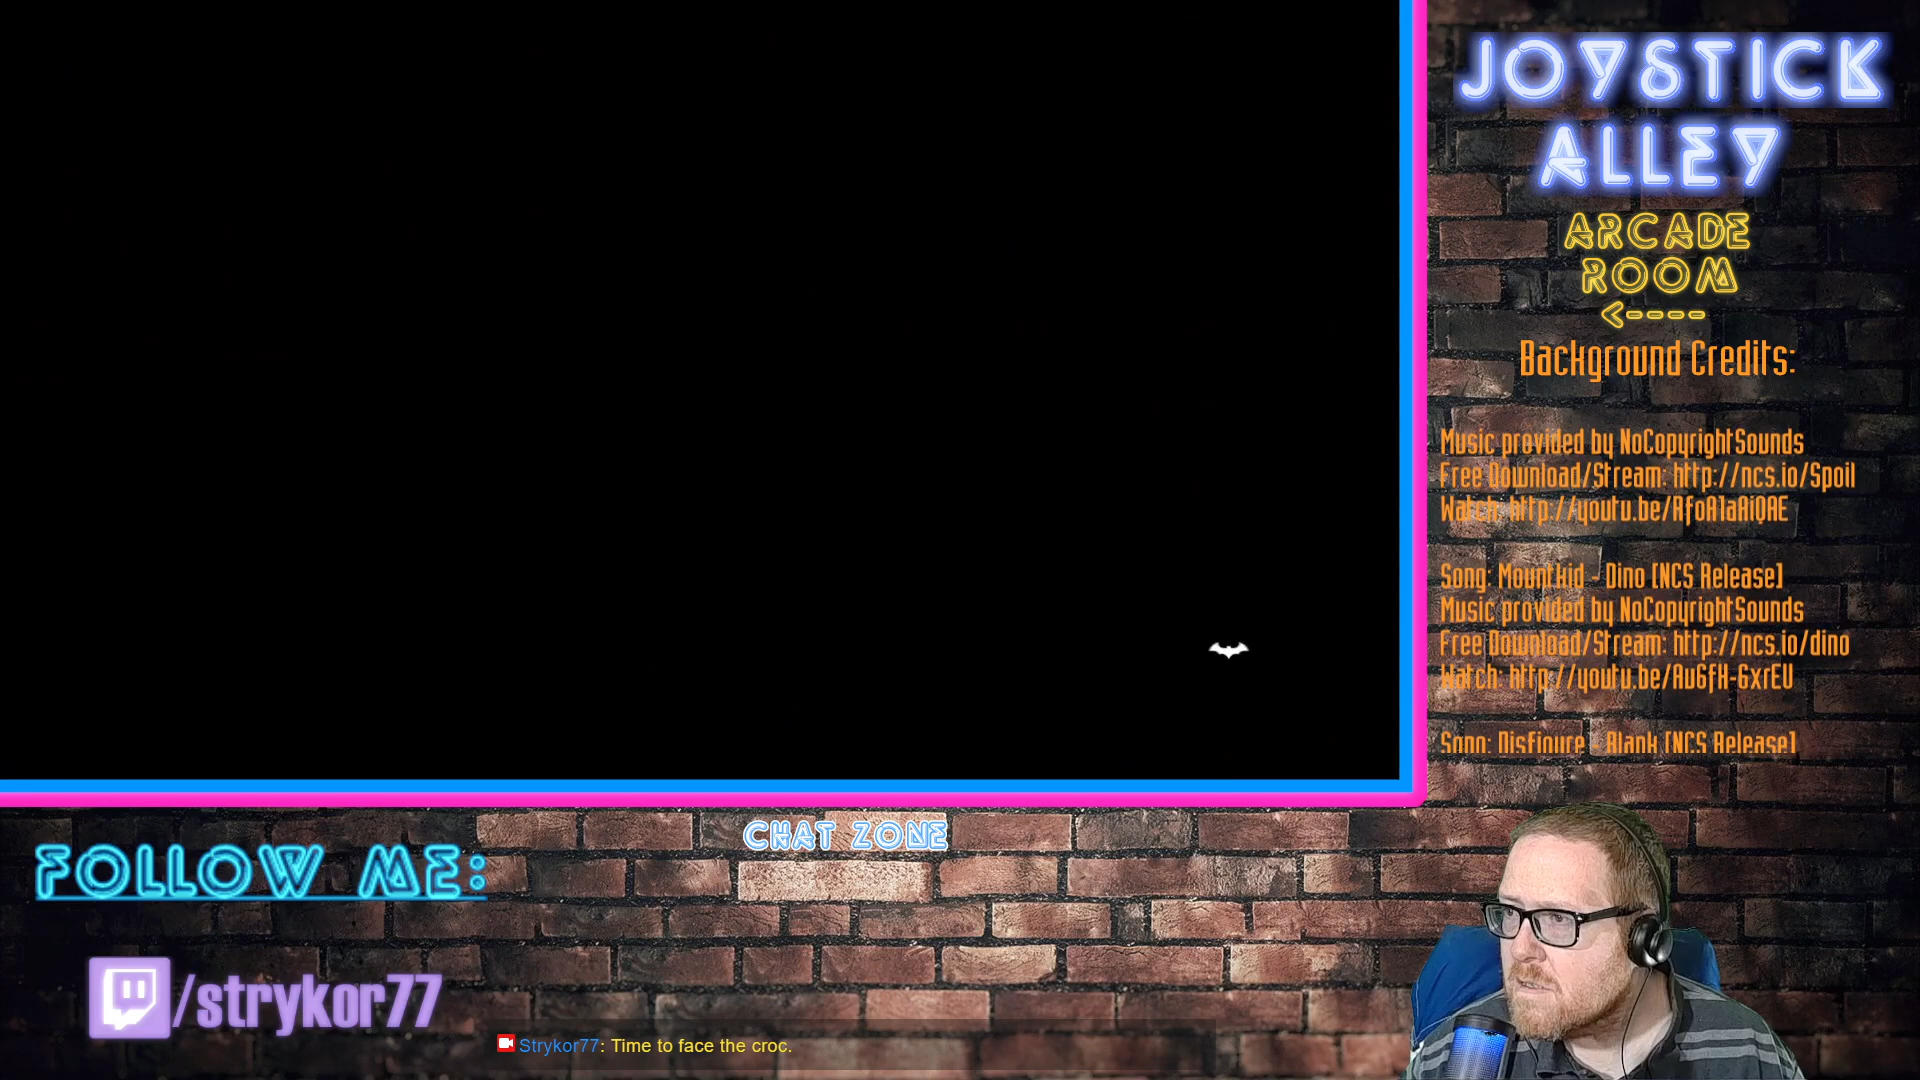 JOYSTICK
ALLEY
ARCADE
ROOM
<----
Background Credits:
Music provided by NoCopyrightSounds
Free Download/Stream: http://ncs.io/Spoil
Watch: http://youtu.be/AfoA1aAiQAE
Song: Mountkid - Dino [NCS Release]
Music provided by NoCopyrightSounds
Free Download/Stream: http://ncs.io/dino
Watch: http://youtu.be/Au6fH-6xrEU
Song: Disfigure - Blank [NCS Release]
CHAT ZONE
FOLLOW ME:
/strykor77
Strykor77: Time to face the croc.